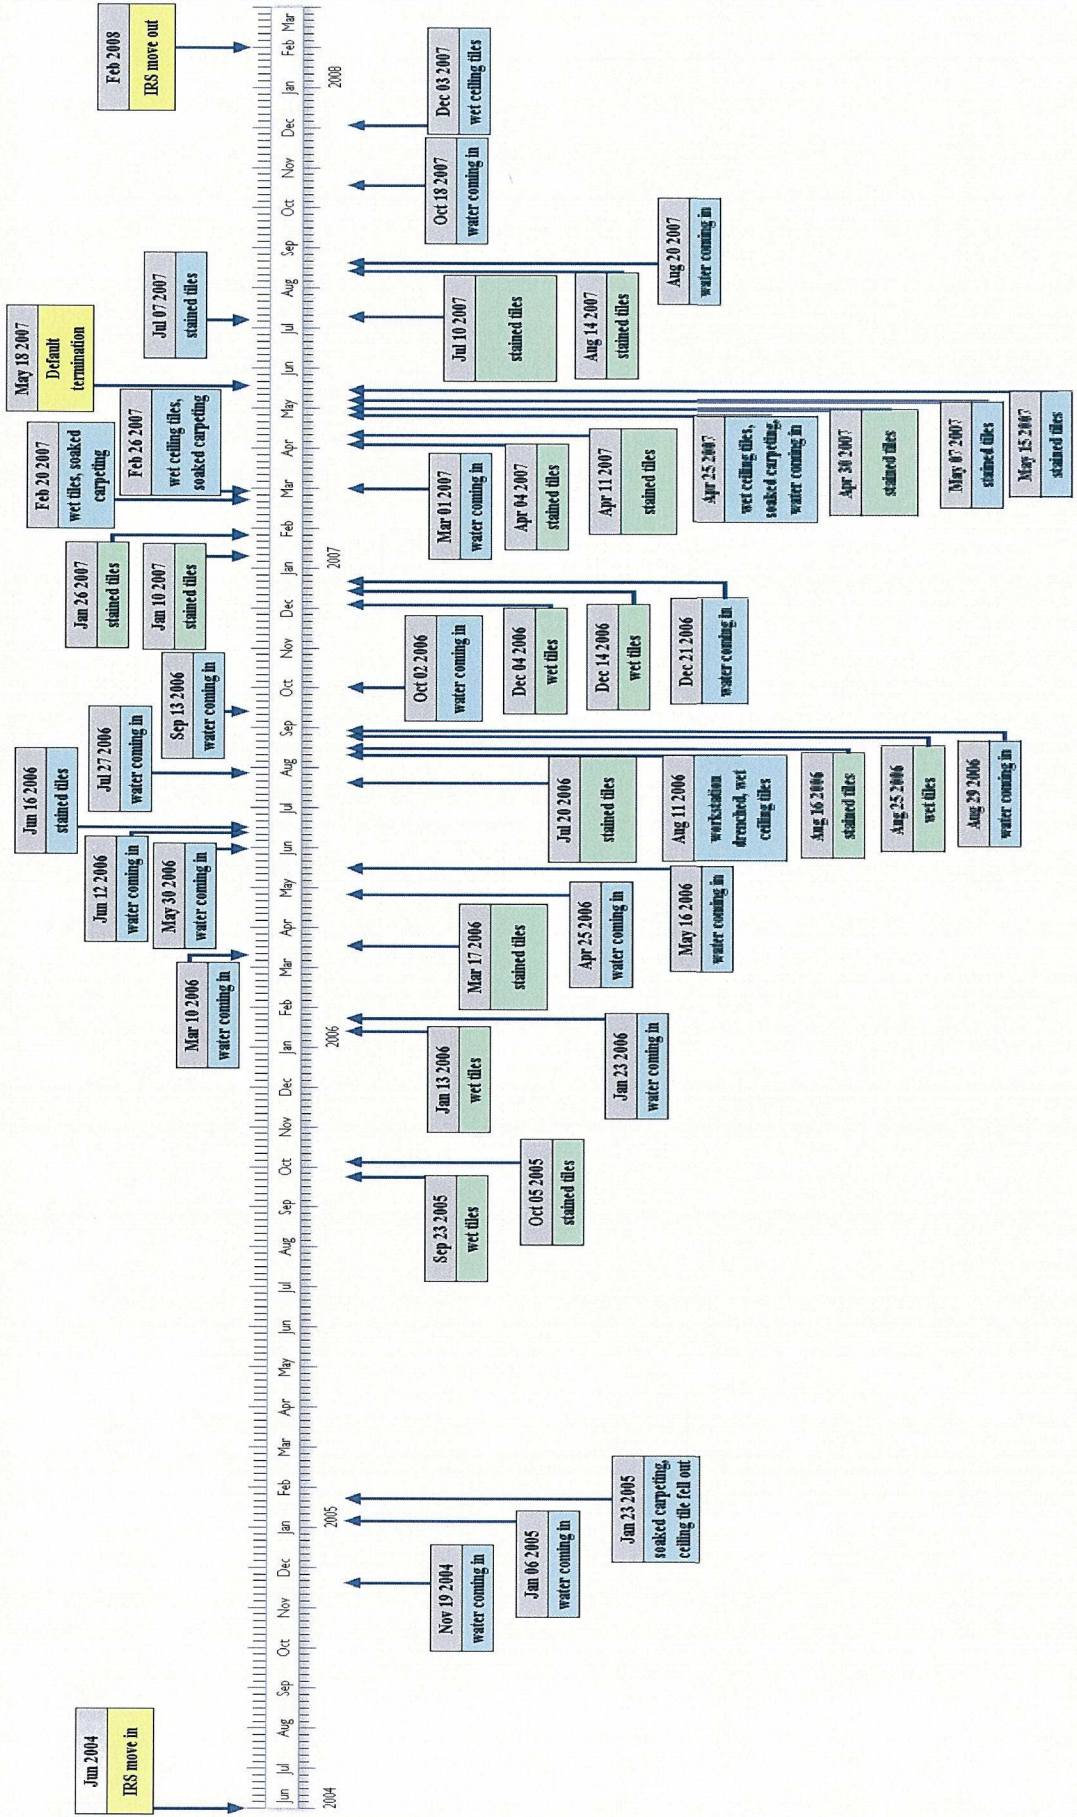 Jun 2004
IRS move in
Mar 10 2006
water coming in
May 30 2006
water coming in
Jun 12 2006
water coming in
Jun 16 2006
stained tiles
Jul 27 2006
water coming in
Sep 13 2006
water coming in
Jan 10 2007
stained tiles
Jan 26 2007
stained tiles
Feb 20 2007
wet tiles, soaked
carpeting
Feb 26 2007
wet ceiling tiles,
soaked carpeting
May 18 2007
Default
termination
Jul 07 2007
stained tiles
Feb 2008
IRS move out
Jun Jul Aug Sep Oct Nov Dec Jan Feb Mar Apr May Jun Jul Aug Sep Oct Nov Dec Jan Feb Mar Apr May Jun Jul Aug Sep Oct Nov Dec Jan Feb Mar Apr May Jun Jul Aug Sep Oct Nov Dec Jan Feb Mar
2004 2005 2006 2007 2008
Nov 19 2004
water coming in
Jan 06 2005
water coming in
Jan 23 2005
soaked carpeting,
ceiling tile fell out
Sep 23 2005
wet tiles
Oct 05 2005
stained tiles
Jan 13 2006
wet tiles
Jan 23 2006
water coming in
Mar 17 2006
stained tiles
Apr 25 2006
water coming in
May 16 2006
water coming in
Jul 20 2006
stained tiles
Aug 11 2006
workstation
drenched, wet
ceiling tiles
Aug 16 2006
stained tiles
Aug 25 2006
wet tiles
Aug 29 2006
water coming in
Oct 02 2006
water coming in
Dec 04 2006
wet tiles
Dec 14 2006
wet tiles
Dec 21 2006
water coming in
Mar 01 2007
water coming in
Apr 04 2007
stained tiles
Apr 11 2007
stained tiles
Apr 25 2007
wet ceiling tiles,
soaked carpeting,
water coming in
Apr 30 2007
stained tiles
May 07 2007
stained tiles
May 15 2007
stained tiles
Jul 10 2007
stained tiles
Aug 14 2007
stained tiles
Aug 20 2007
water coming in
Oct 18 2007
water coming in
Dec 03 2007
wet ceiling tiles